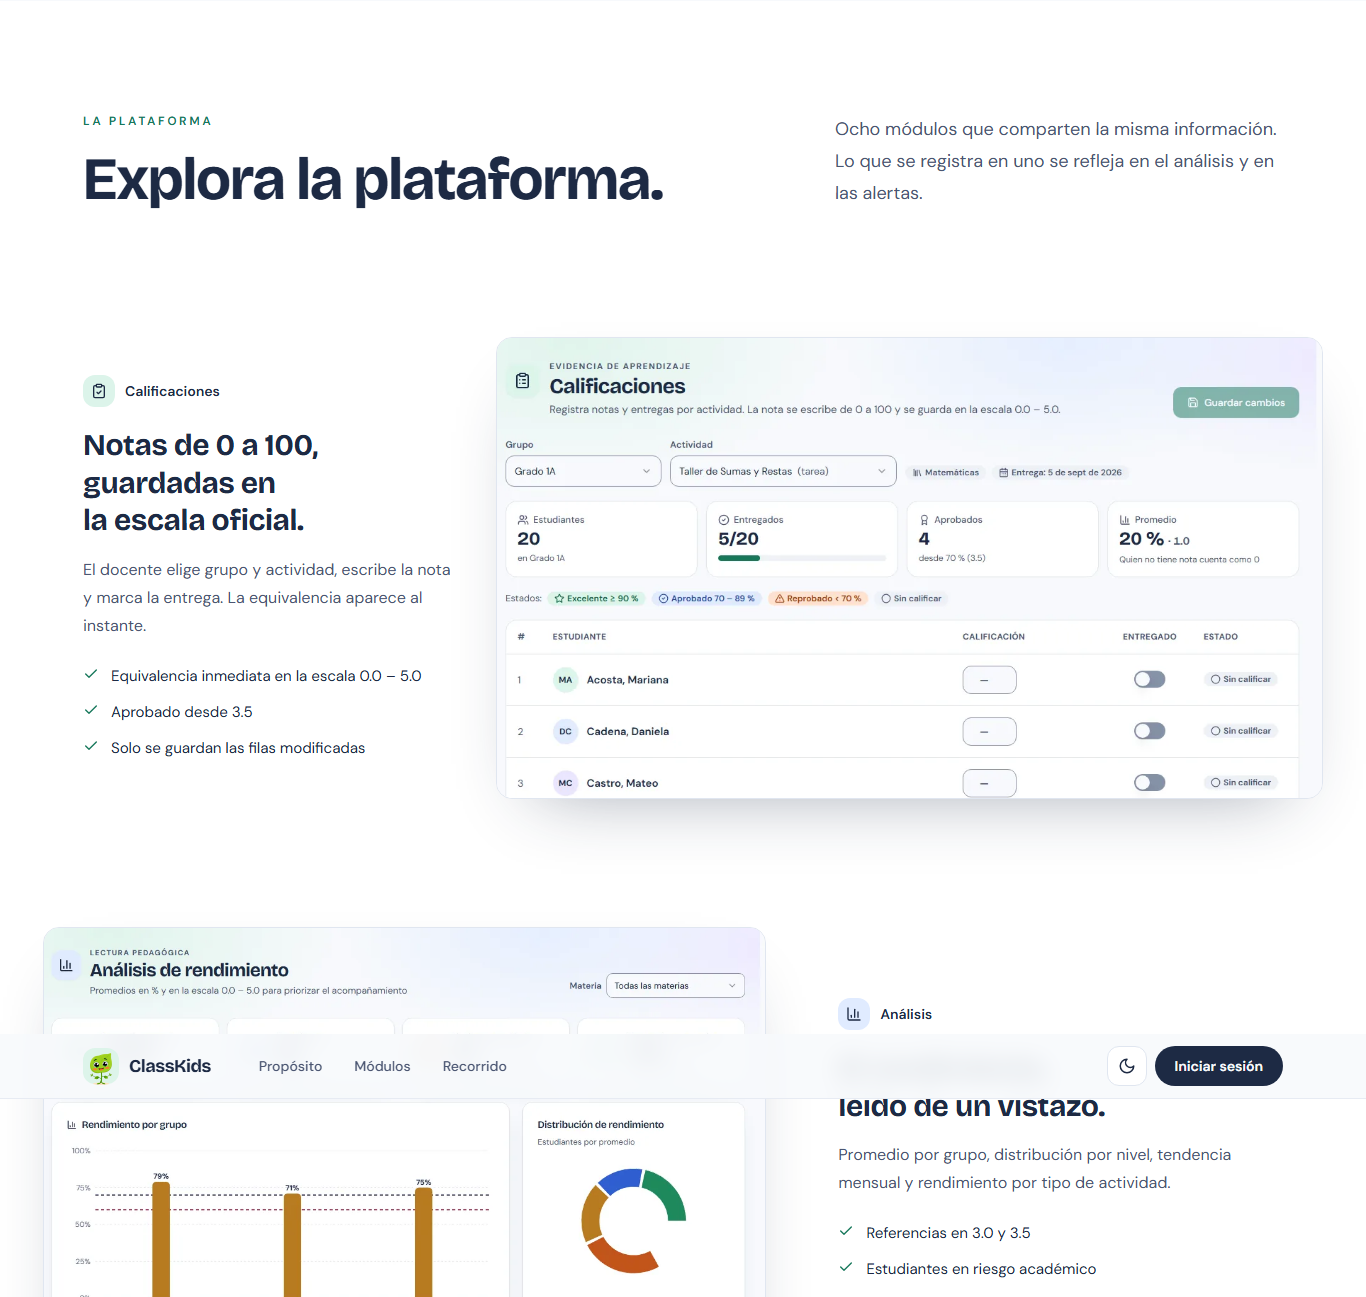 LA PLATAFORMA
Explora la plataforma.
Ocho módulos que comparten la misma información.
Lo que se registra en uno se refleja en el análisis y en
las alertas.
Calificaciones
Notas de 0 a 100,
guardadas en
la escala oficial.
El docente elige grupo y actividad, escribe la nota
y marca la entrega. La equivalencia aparece al
instante.
Equivalencia inmediata en la escala 0.0 – 5.0
Aprobado desde 3.5
Solo se guardan las filas modificadas
EVIDENCIA DE APRENDIZAJE
Calificaciones
Registra notas y entregas por actividad. La nota se escribe de 0 a 100 y se guarda en la escala 0.0 – 5.0.
Guardar cambios
Grupo
Actividad
Grado 1A
Taller de Sumas y Restas (tarea)
Matemáticas
Entrega: 5 de sept de 2026
Estudiantes
20
en Grado 1A
Entregados
5/20
Aprobados
4
desde 70 % (3.5)
Promedio
20 % · 1.0
Quien no tiene nota cuenta como 0
Estados:
Excelente ≥ 90 %
Aprobado 70 – 89 %
Reprobado < 70 %
Sin calificar
# ESTUDIANTE CALIFICACIÓN ENTREGADO ESTADO
1 MA Acosta, Mariana — Sin calificar
2 DC Cadena, Daniela — Sin calificar
3 MC Castro, Mateo — Sin calificar
LECTURA PEDAGÓGICA
Análisis de rendimiento
Promedios en % y en la escala 0.0 – 5.0 para priorizar el acompañamiento
Materia
Todas las materias
Análisis
ClassKids
Propósito
Módulos
Recorrido
Iniciar sesión
leído de un vistazo.
Promedio por grupo, distribución por nivel, tendencia
mensual y rendimiento por tipo de actividad.
Referencias en 3.0 y 3.5
Estudiantes en riesgo académico
Rendimiento por grupo
100%
79%
71%
75%
75%
50%
25%
Distribución de rendimiento
Estudiantes por promedio